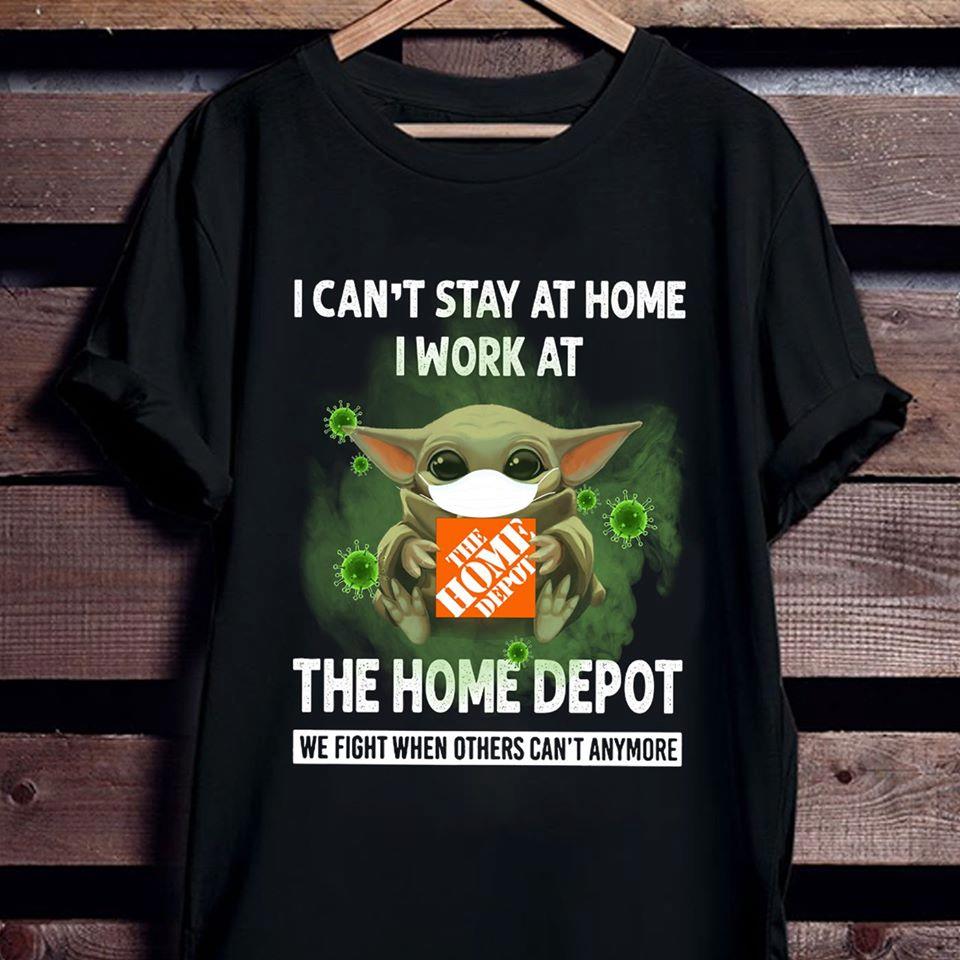 I CAN'T STAY AT HOME
I WORK AT
THE
HOME
DEPOT
THE HOME DEPOT
WE FIGHT WHEN OTHERS CAN'T ANYMORE